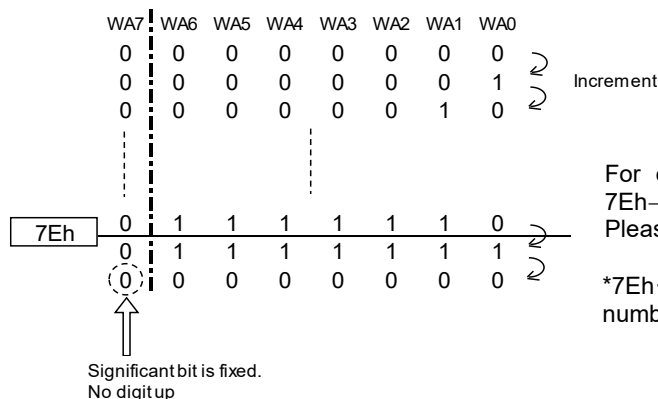 WA7 WA6 WA5 WA4 WA3 WA2 WA1 WA0
0 0 0 0 0 0 0 0
0 0 0 0 0 0 0 1
Increment
0 0 0 0 0 0 1 0
For
7Eh–
Pleas
7Eh
0 1 1 1 1 1 1 0
0 1 1 1 1 1 1 1
0 0 0 0 0 0 0 0
*7Eh
numb
Significant bit is fixed.
No digit up